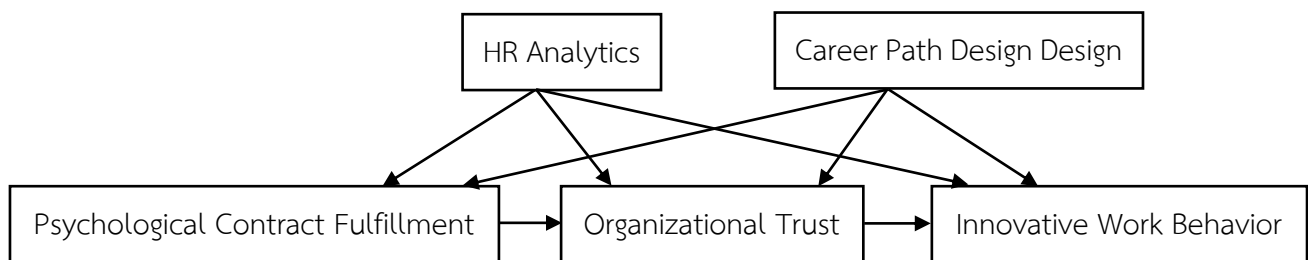 HR Analytics
Career Path Design Design
Psychological Contract Fulfillment
Organizational Trust
Innovative Work Behavior